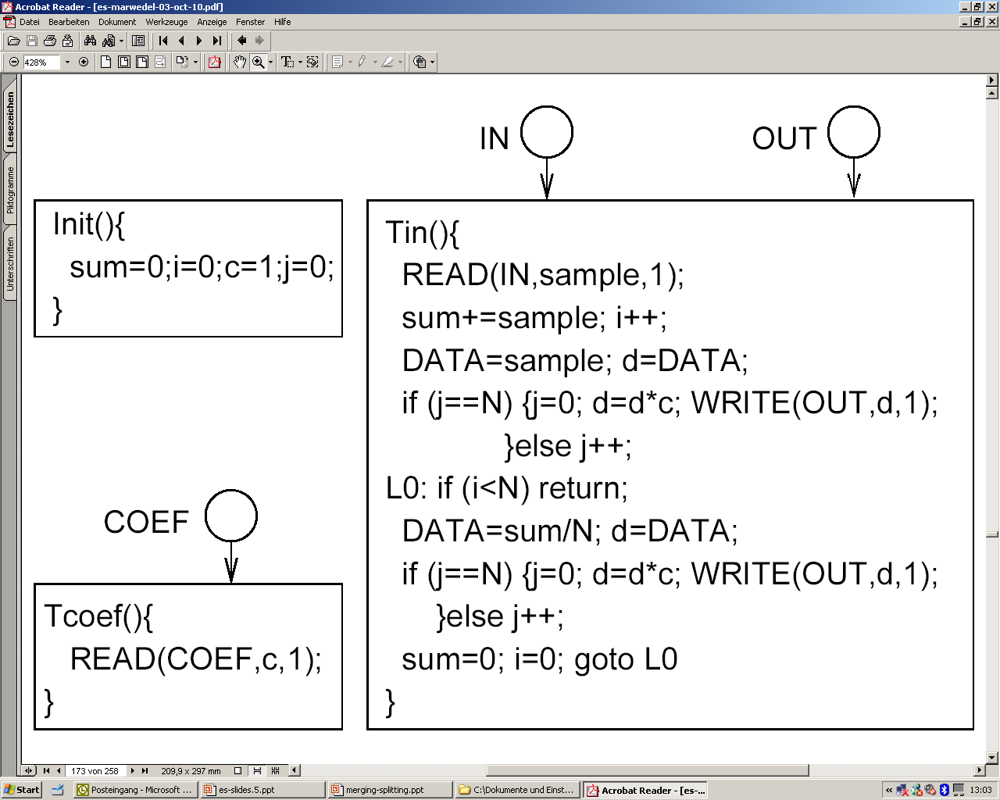 Acrobat Reader - [es-marwedel-03-oct-10.pdf]
Datei Bearbeiten Dokument Werkzeuge Anzeige Fenster Hilfe
428%
Lesezeichen
Piktogramme
Unterschriften
IN
OUT
Init(){
sum=0;i=0;c=1;j=0;
}
COEF
Tcoef(){
READ(COEF,c,1);
}
Tin(){
READ(IN,sample,1);
sum+=sample; i++;
DATA=sample; d=DATA;
if (j==N) {j=0; d=d*c; WRITE(OUT,d,1);
}else j++;
L0: if (i<N) return;
DATA=sum/N; d=DATA;
if (j==N) {j=0; d=d*c; WRITE(OUT,d,1);
}else j++;
sum=0; i=0; goto L0
}
173 von 258 209,9 x 297 mm
Start Posteingang - Microsoft ... es-slides.5.ppt merging-splitting.ppt C:\Dokumente und Einst... Acrobat Reader - [es-... 13:03